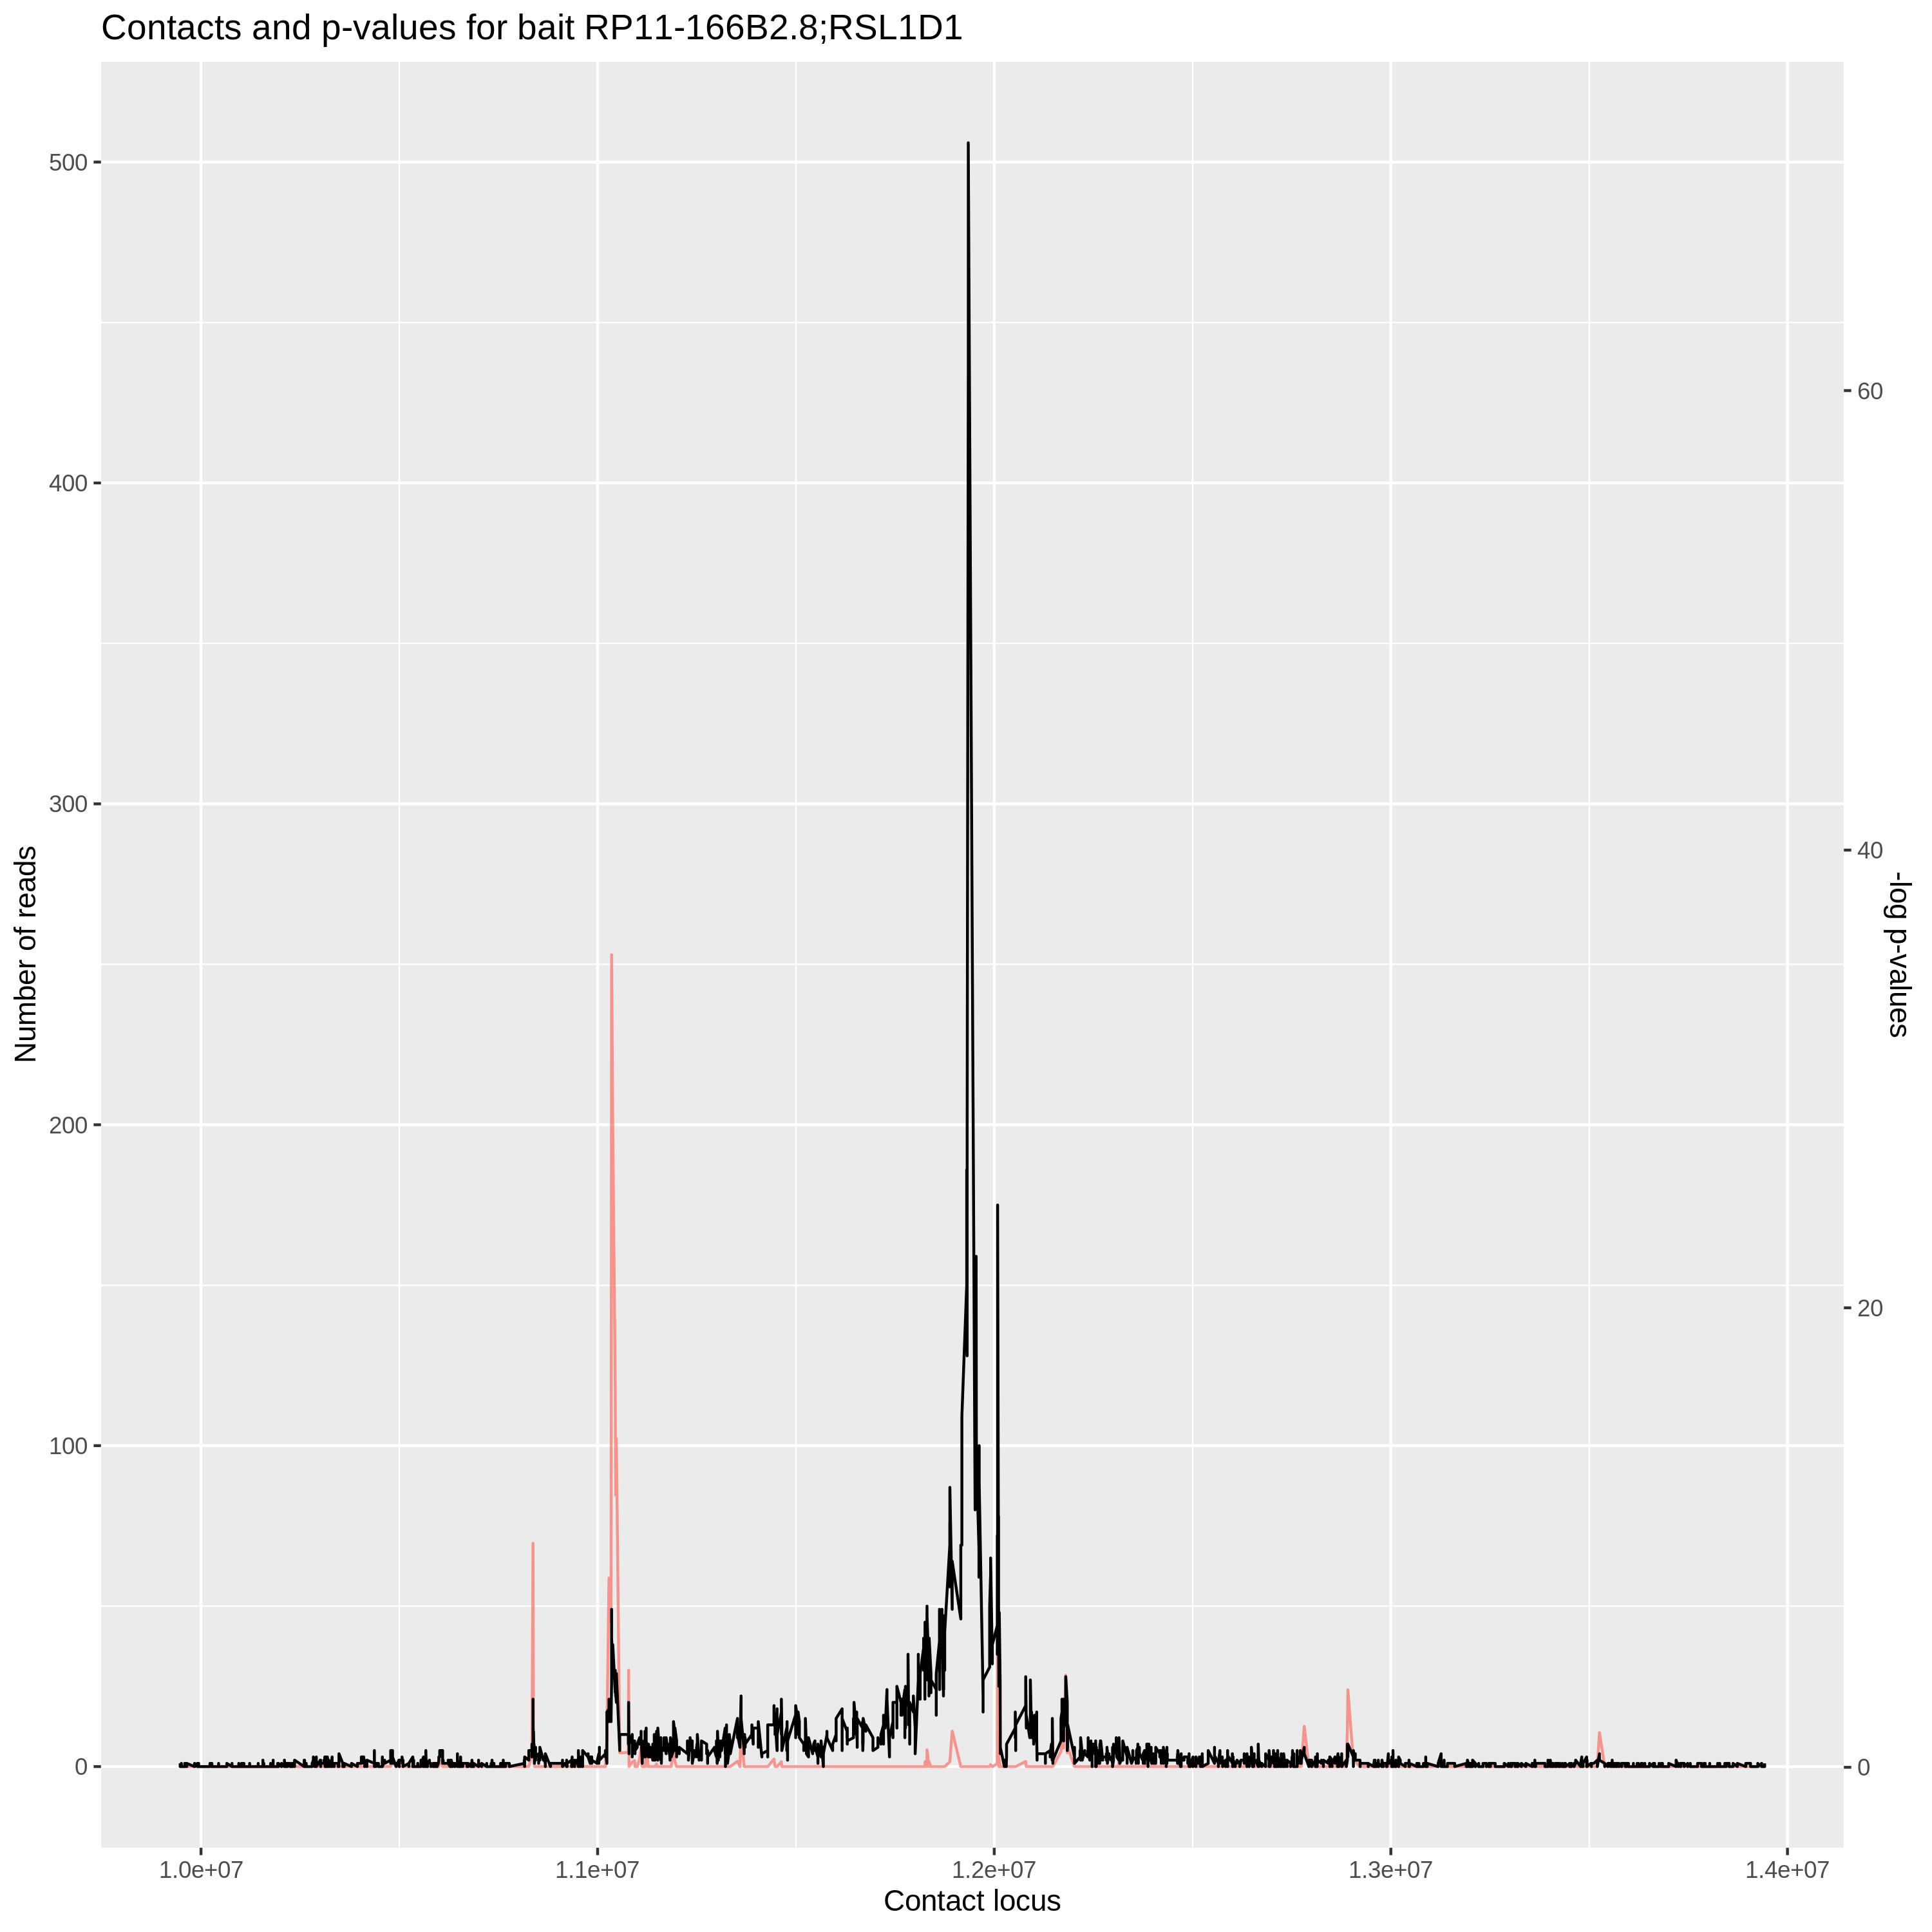 Contacts and p-values for bait RP11-166B2.8;RSL1D1
500
400
300
200
100
0
Number of reads
60
40
20
0
-log p-values
1.0e+07
1.1e+07
1.2e+07
1.3e+07
1.4e+07
Contact locus